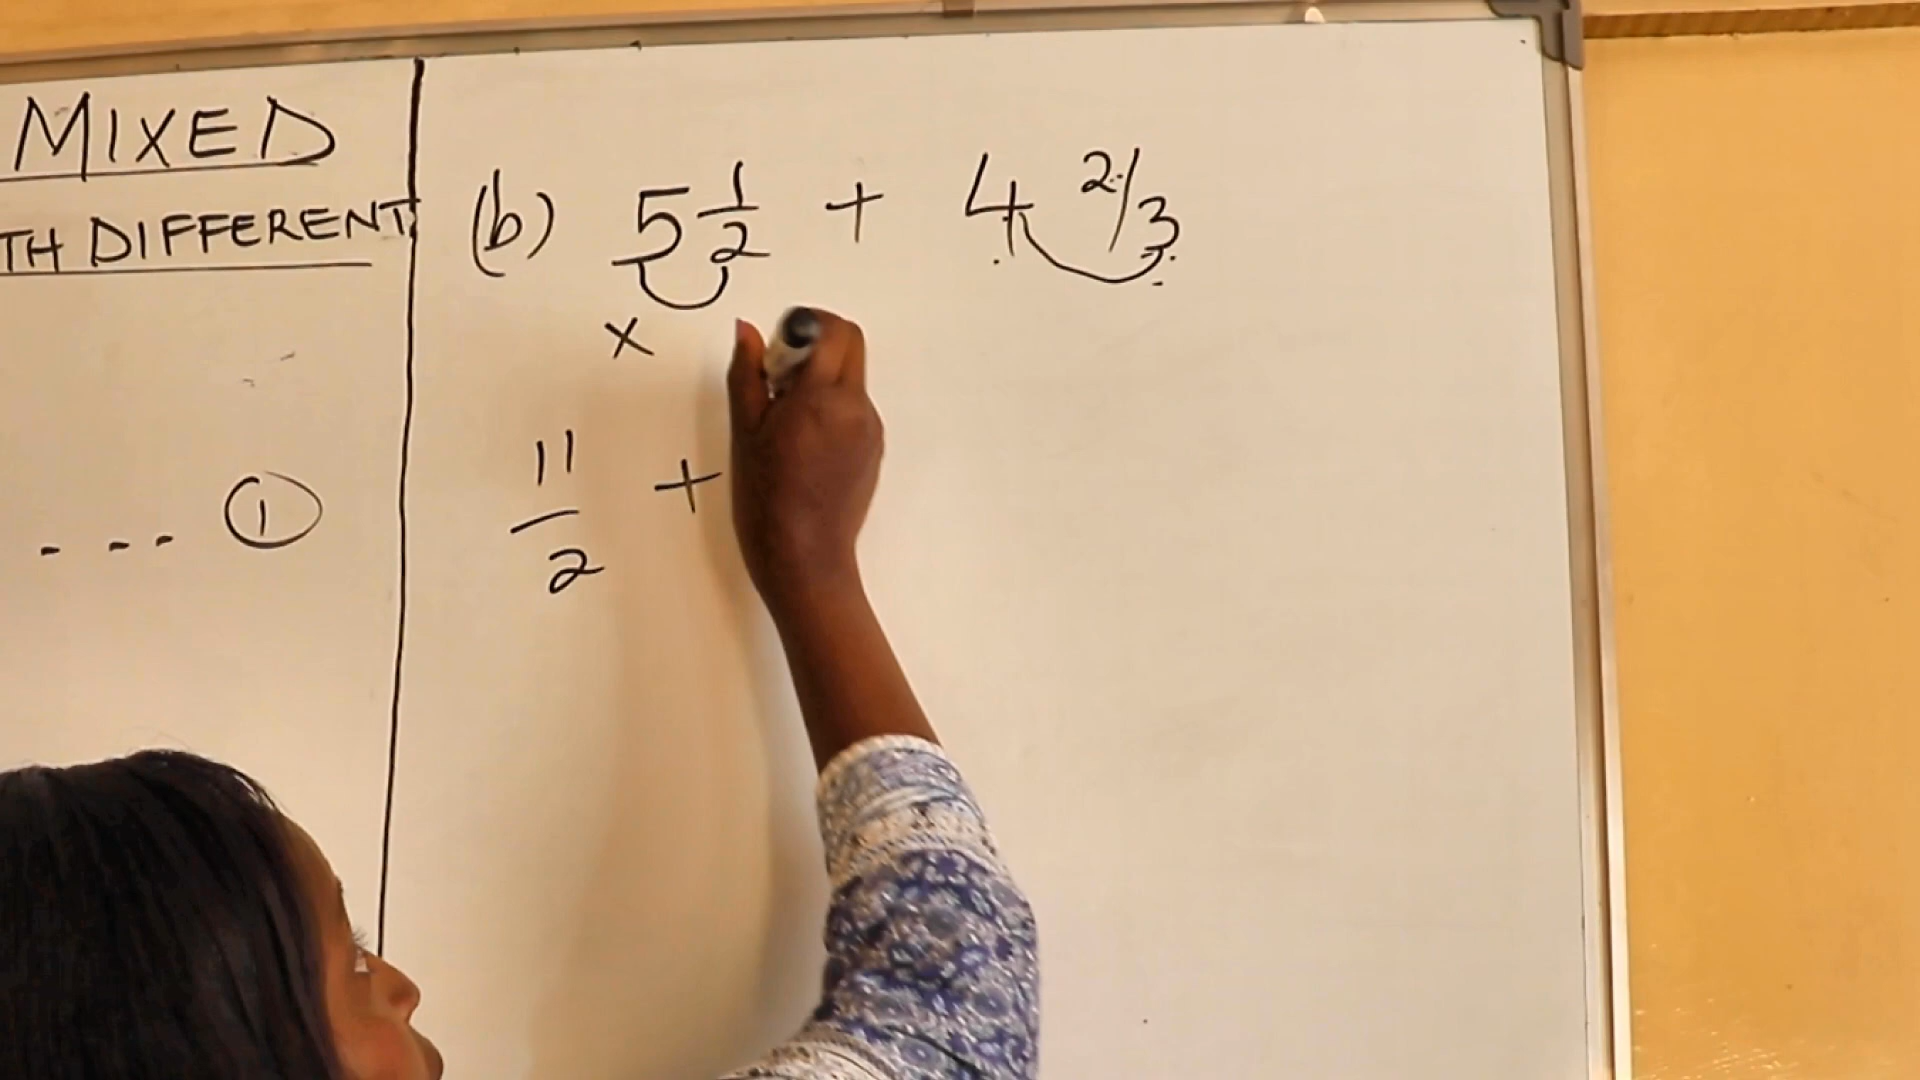 MIXED
TH DIFFERENT
- - - ①
(b) 5 1/2 + 4 2/3
x
11/2 +